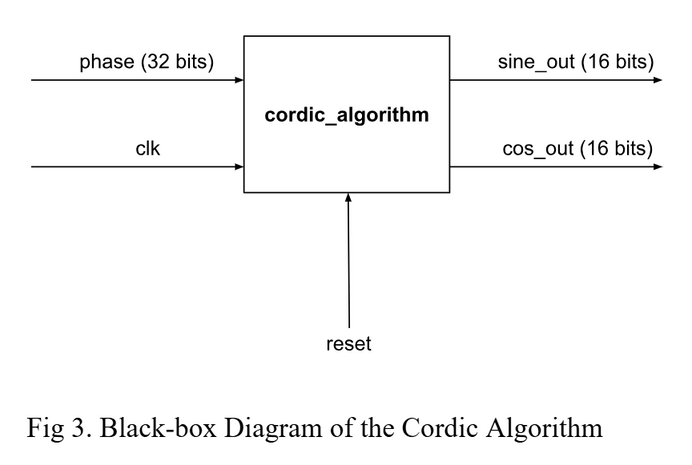 phase (32 bits)
sine_out (16 bits)
cordic_algorithm
clk
cos_out (16 bits)
reset
Fig 3. Black-box Diagram of the Cordic Algorithm